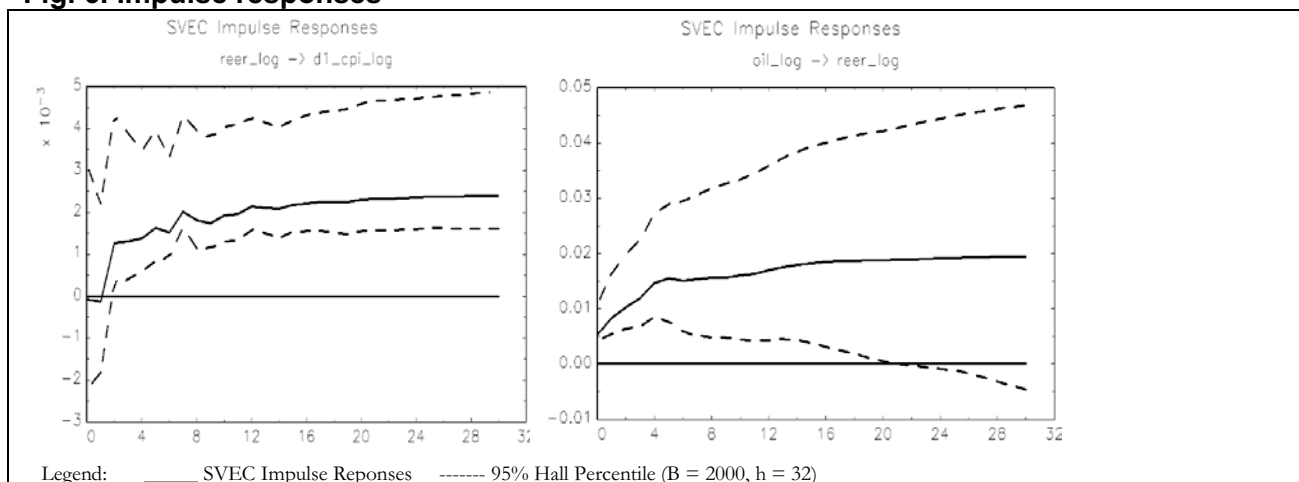 Fig. 6. Impulse responses
SVEC Impulse Responses
reer_log -> d1_cpi_log
× 10⁻³
5
4
3
2
1
0
-1
-2
-3
0 4 8 12 16 20 24 28 32
SVEC Impulse Responses
oil_log -> reer_log
0.05
0.04
0.03
0.02
0.01
0.00
-0.01
0 4 8 12 16 20 24 28 32
Legend: ______ SVEC Impulse Reponses ------- 95% Hall Percentile (B = 2000, h = 32)